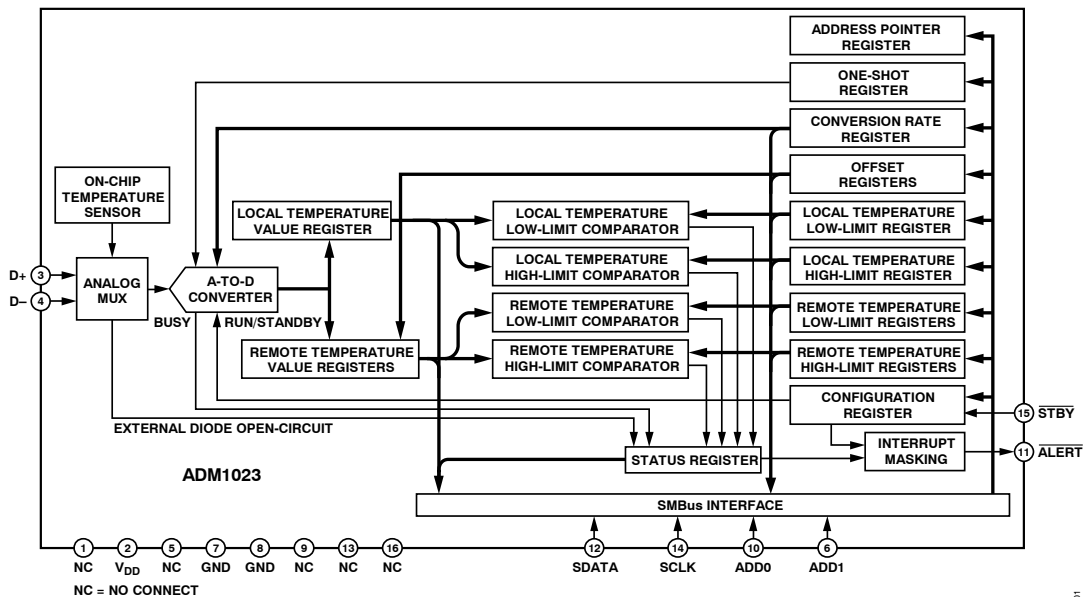 ADDRESS POINTER
REGISTER
ONE-SHOT
REGISTER
CONVERSION RATE
REGISTER
OFFSET
REGISTERS
ON-CHIP
TEMPERATURE
SENSOR
LOCAL TEMPERATURE
VALUE REGISTER
LOCAL TEMPERATURE
LOW-LIMIT COMPARATOR
LOCAL TEMPERATURE
LOW-LIMIT REGISTER
LOCAL TEMPERATURE
HIGH-LIMIT COMPARATOR
LOCAL TEMPERATURE
HIGH-LIMIT REGISTER
D+ 3
D– 4
ANALOG
MUX
A-TO-D
CONVERTER
BUSY
RUN/STANDBY
REMOTE TEMPERATURE
LOW-LIMIT COMPARATOR
REMOTE TEMPERATURE
LOW-LIMIT REGISTERS
REMOTE TEMPERATURE
VALUE REGISTERS
REMOTE TEMPERATURE
HIGH-LIMIT COMPARATOR
REMOTE TEMPERATURE
HIGH-LIMIT REGISTERS
CONFIGURATION
REGISTER
15 STBY
EXTERNAL DIODE OPEN-CIRCUIT
STATUS REGISTER
INTERRUPT
MASKING
11 ALERT
ADM1023
SMBus INTERFACE
1 2 5 7 8 9 13 16 12 14 10 6
NC VDD NC GND GND NC NC NC SDATA SCLK ADD0 ADD1
NC = NO CONNECT